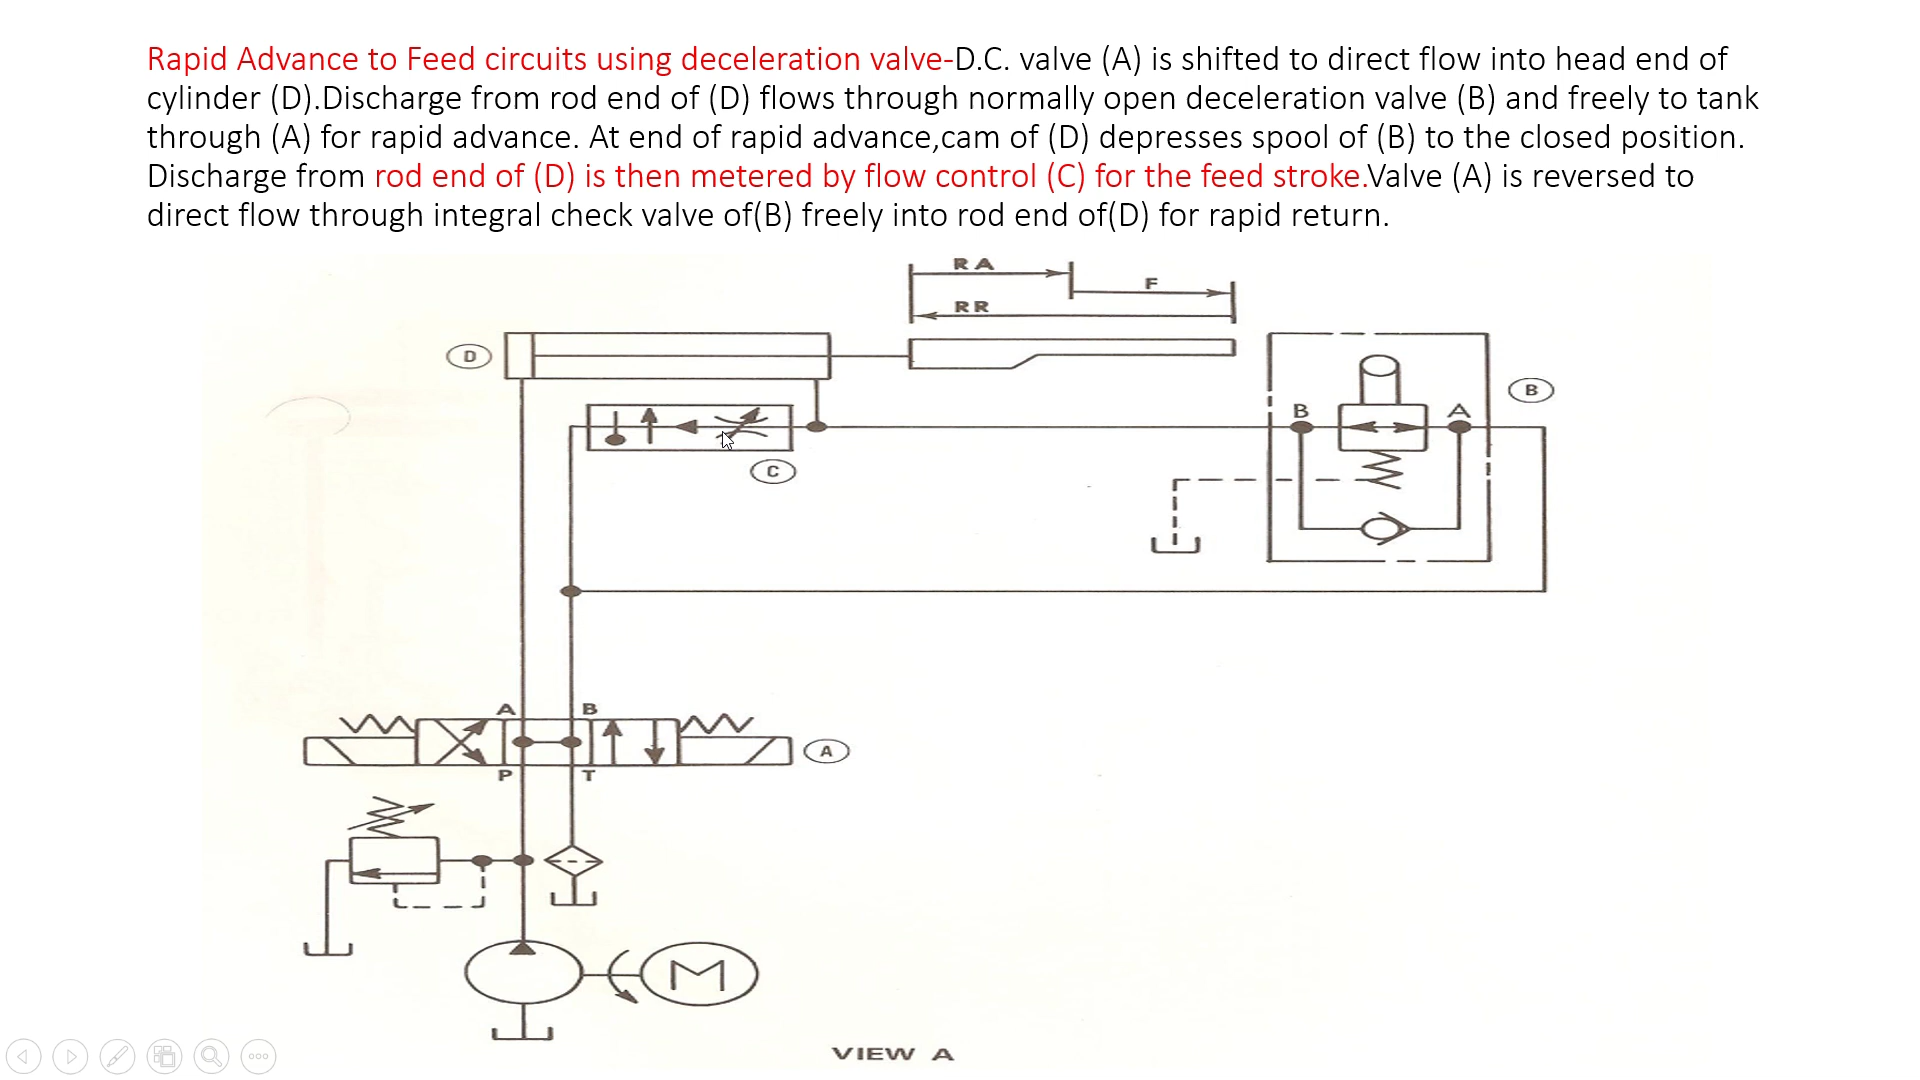 Rapid Advance to Feed circuits using deceleration valve-D.C. valve (A) is shifted to direct flow into head end of
cylinder (D).Discharge from rod end of (D) flows through normally open deceleration valve (B) and freely to tank
through (A) for rapid advance. At end of rapid advance,cam of (D) depresses spool of (B) to the closed position.
Discharge from rod end of (D) is then metered by flow control (C) for the feed stroke.Valve (A) is reversed to
direct flow through integral check valve of(B) freely into rod end of(D) for rapid return.
RA
F
RR
D
B
B
A
C
A
B
A
P
T
M
VIEW A